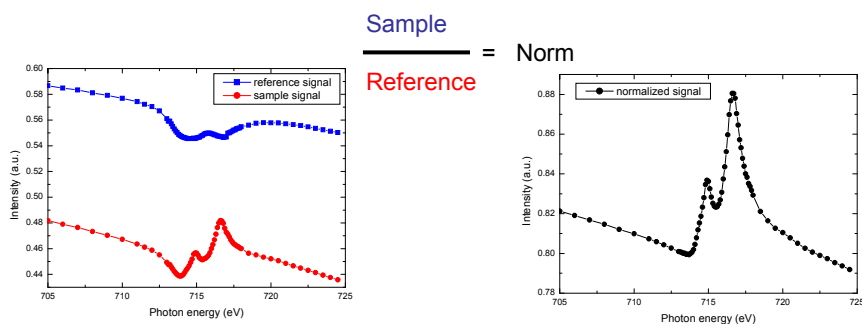 Sample
= Norm
Reference
0.60
0.58
0.56
0.54
0.52
0.50
0.48
0.46
0.44
705 710 715 720 725
Intensity (a.u.)
Photon energy (eV)
reference signal
sample signal
0.88
0.86
0.84
0.82
0.80
0.78
705 710 715 720 725
Intensity (a.u.)
Photon energy (eV)
normalized signal